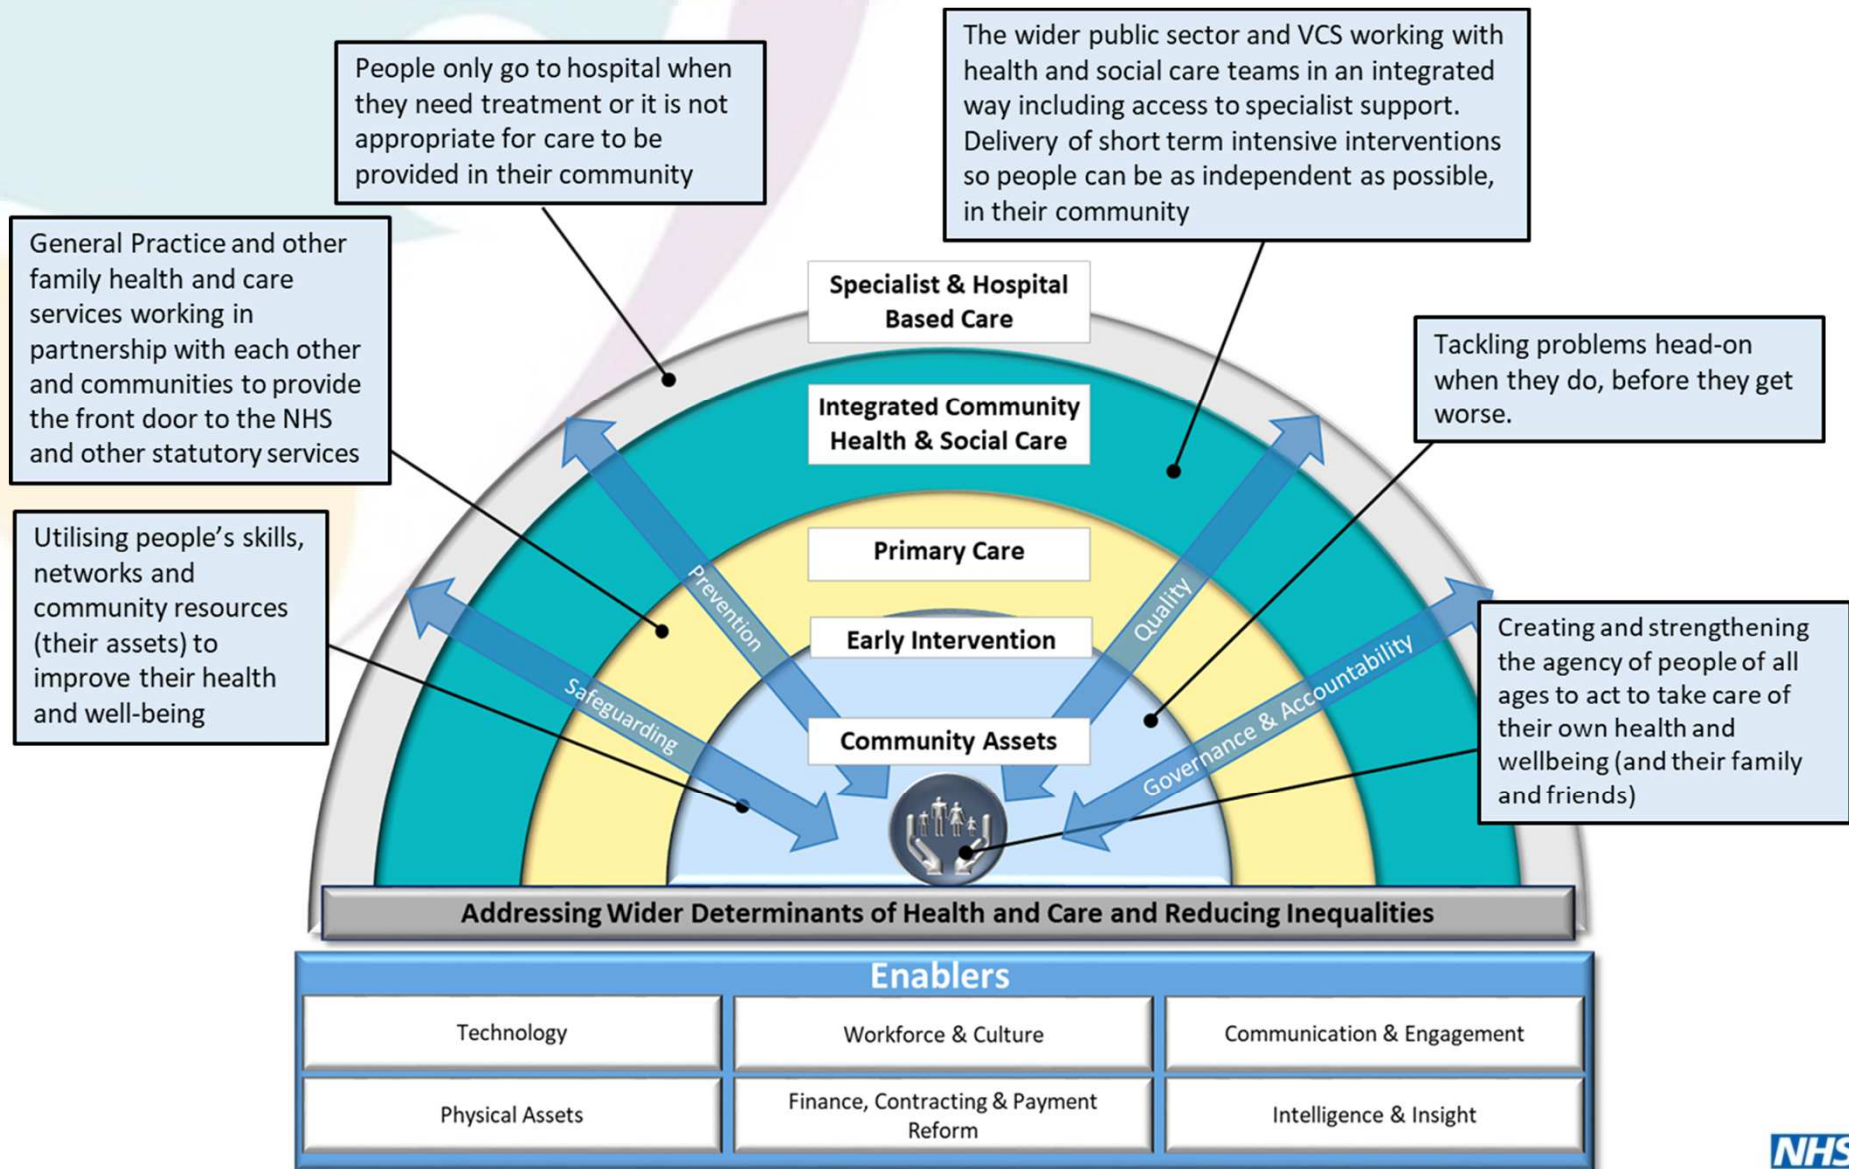 People only go to hospital when
they need treatment or it is not
appropriate for care to be
provided in their community
The wider public sector and VCS working with
health and social care teams in an integrated
way including access to specialist support.
Delivery of short term intensive interventions
so people can be as independent as possible,
in their community
General Practice and other
family health and care
services working in
partnership with each other
and communities to provide
the front door to the NHS
and other statutory services
Tackling problems head-on
when they do, before they get
worse.
Utilising people’s skills,
networks and
community resources
(their assets) to
improve their health
and well-being
Creating and strengthening
the agency of people of all
ages to act to take care of
their own health and
wellbeing (and their family
and friends)
Specialist & Hospital
Based Care
Integrated Community
Health & Social Care
Primary Care
Early Intervention
Community Assets
Safeguarding
Prevention
Quality
Governance & Accountability
Addressing Wider Determinants of Health and Care and Reducing Inequalities
Enablers
Technology
Workforce & Culture
Communication & Engagement
Physical Assets
Finance, Contracting & Payment
Reform
Intelligence & Insight
NHS